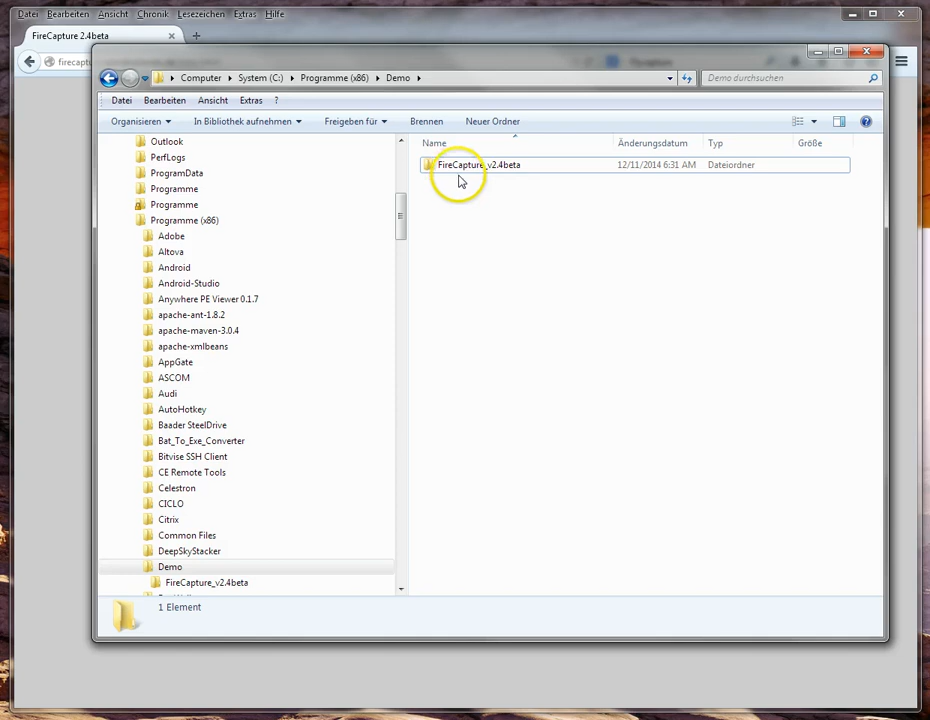 Datei Bearbeiten Ansicht Chronik Lesezeichen Extras Hilfe
FireCapture 2.4beta
firecaptu
Computer System (C:) Programme (x86) Demo
Demo durchsuchen
Datei Bearbeiten Ansicht Extras ?
Organisieren In Bibliothek aufnehmen Freigeben für Brennen Neuer Ordner
Name Änderungsdatum Typ Größe
FireCapture_v2.4beta 12/11/2014 6:31 AM Dateiordner
Outlook
PerfLogs
ProgramData
Programme
Programme
Programme (x86)
Adobe
Altova
Android
Android-Studio
Anywhere PE Viewer 0.1.7
apache-ant-1.8.2
apache-maven-3.0.4
apache-xmlbeans
AppGate
ASCOM
Audi
AutoHotkey
Baader SteelDrive
Bat_To_Exe_Converter
Bitvise SSH Client
CE Remote Tools
Celestron
CICLO
Citrix
Common Files
DeepSkyStacker
Demo
FireCapture_v2.4beta
1 Element